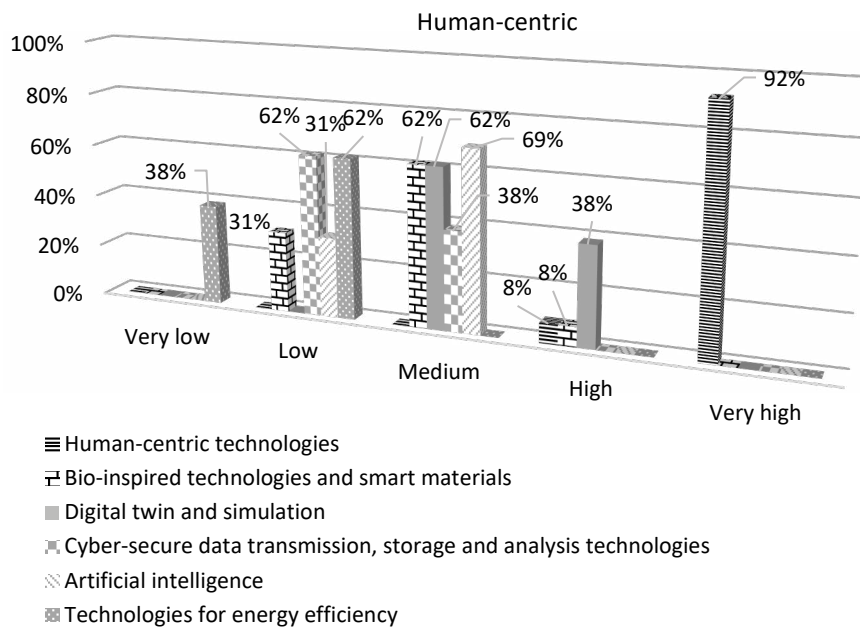 Human-centric
100%
80%
60%
40%
20%
0%
38%
31%
62%
31%
62%
62%
62%
38%
69%
8%
8%
38%
92%
Very low
Low
Medium
High
Very high
Human-centric technologies
Bio-inspired technologies and smart materials
Digital twin and simulation
Cyber-secure data transmission, storage and analysis technologies
Artificial intelligence
Technologies for energy efficiency